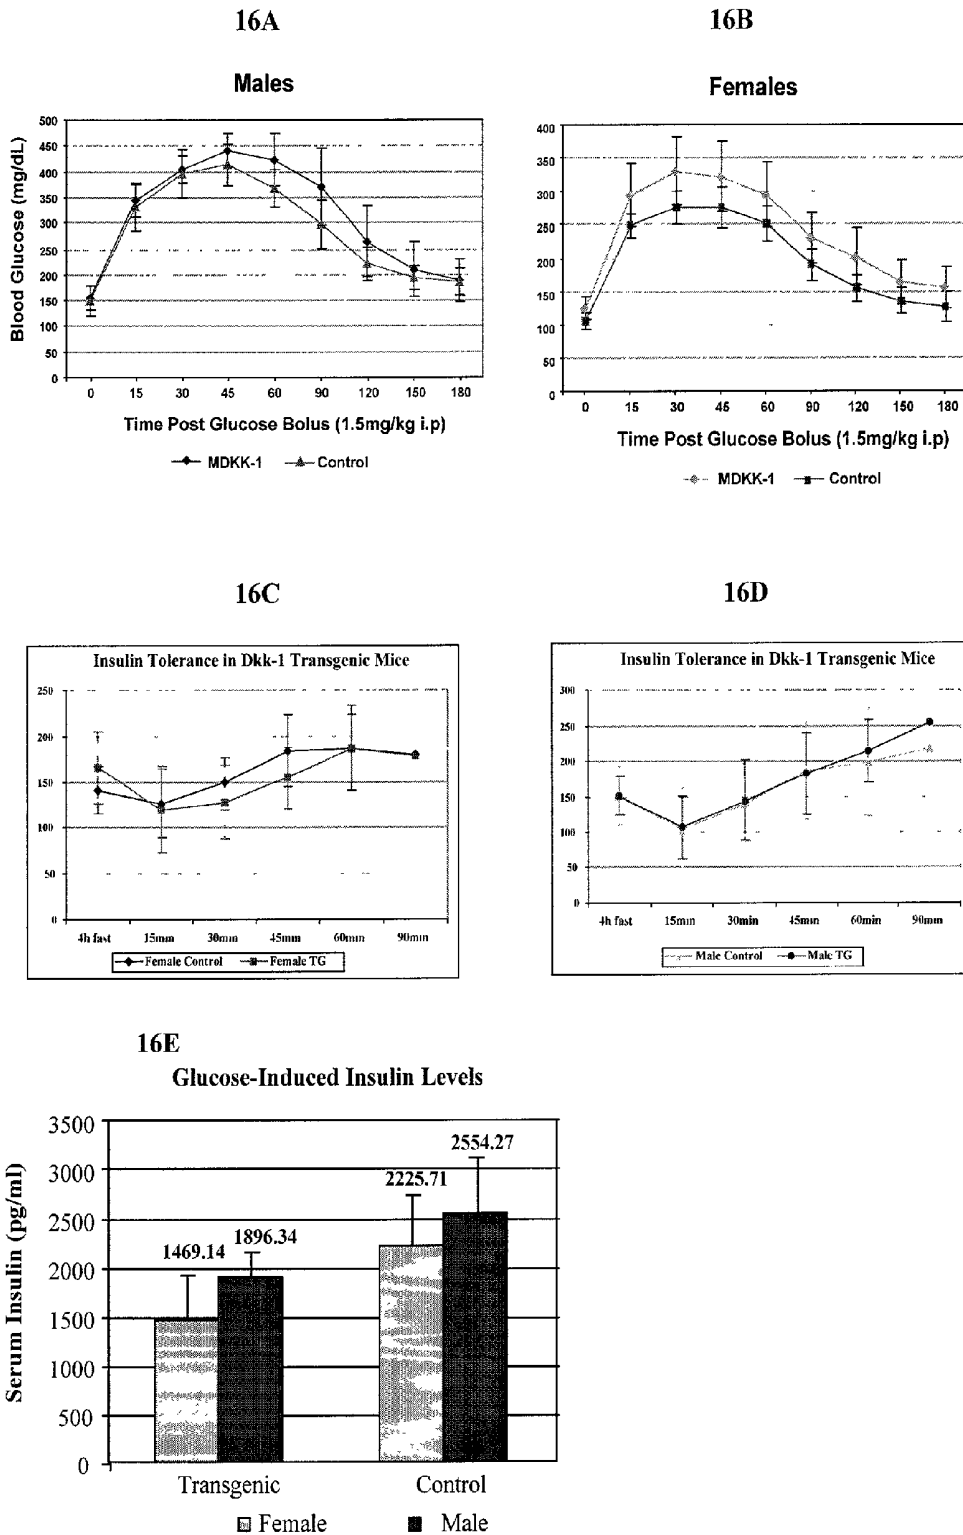 16A
Males
500
450
400
350
300
250
200
150
100
50
0
Blood Glucose (mg/dL)
0 15 30 45 60 90 120 150 180
Time Post Glucose Bolus (1.5mg/kg i.p)
MDKK-1 Control
16B
Females
400
350
300
250
200
150
100
50
0
0 15 30 45 60 90 120 150 180
Time Post Glucose Bolus (1.5mg/kg i.p)
MDKK-1 Control
16C
Insulin Tolerance in Dkk-1 Transgenic Mice
250
200
150
100
50
0
4h fast 15min 30min 45min 60min 90min
Female Control Female TG
16D
Insulin Tolerance in Dkk-1 Transgenic Mice
300
250
200
150
100
50
0
4h fast 15min 30min 45min 60min 90min
Male Control Male TG
16E
Glucose-Induced Insulin Levels
3500
3000
2500
2000
1500
1000
500
0
Serum Insulin (pg/ml)
1469.14
1896.34
2225.71
2554.27
Transgenic Control
Female Male